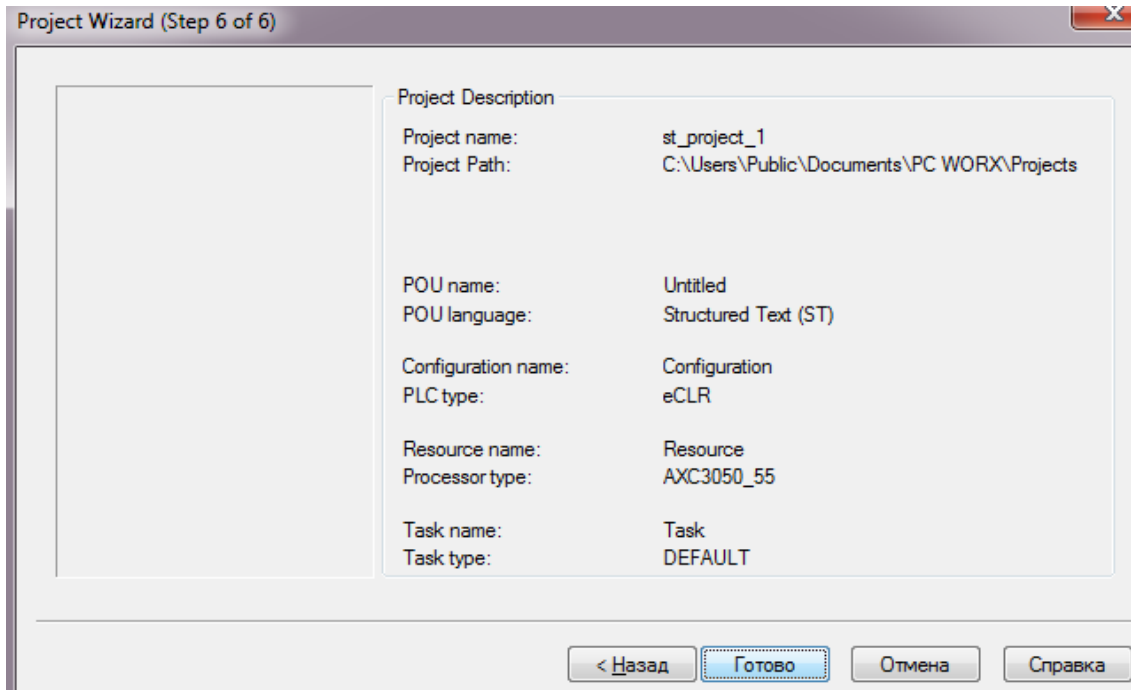 Project Wizard (Step 6 of 6)
X
Project Description
Project name: st_project_1
Project Path: C:\Users\Public\Documents\PC WORX\Projects
POU name: Untitled
POU language: Structured Text (ST)
Configuration name: Configuration
PLC type: eCLR
Resource name: Resource
Processor type: AXC3050_55
Task name: Task
Task type: DEFAULT
< Назад Готово Отмена Справка